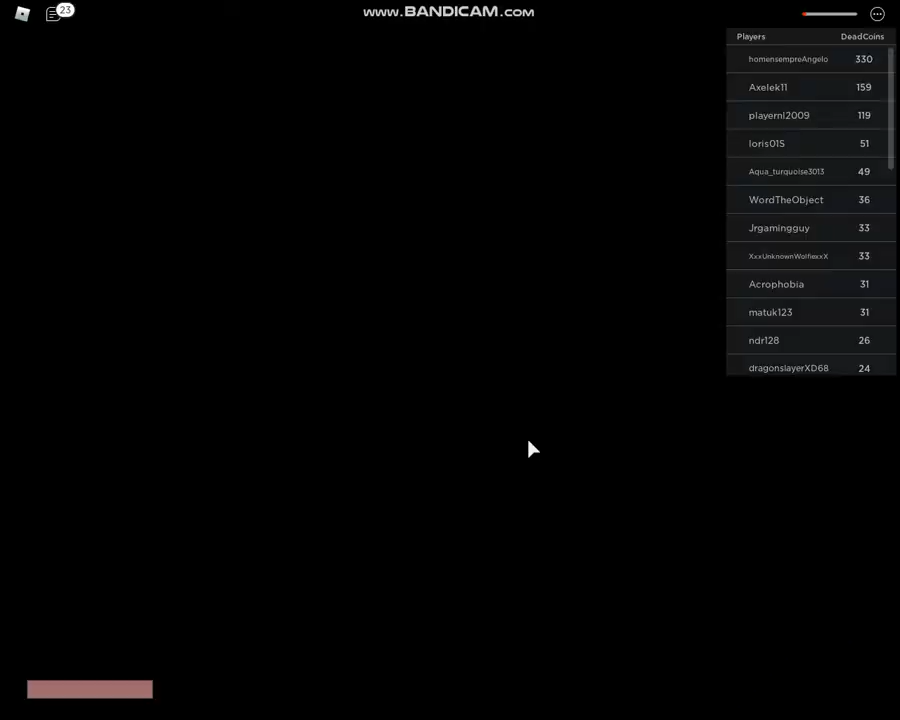 23
www.BANDICAM.com
Players DeadCoins
homensempreAngelo 330
Axelek11 159
playernl2009 119
loris015 51
Aqua_turquoise3013 49
WordTheObject 36
Jrgamingguy 33
XxxUnknownWolfiexxX 33
Acrophobia 31
matuk123 31
ndr128 26
dragonslayerXD68 24